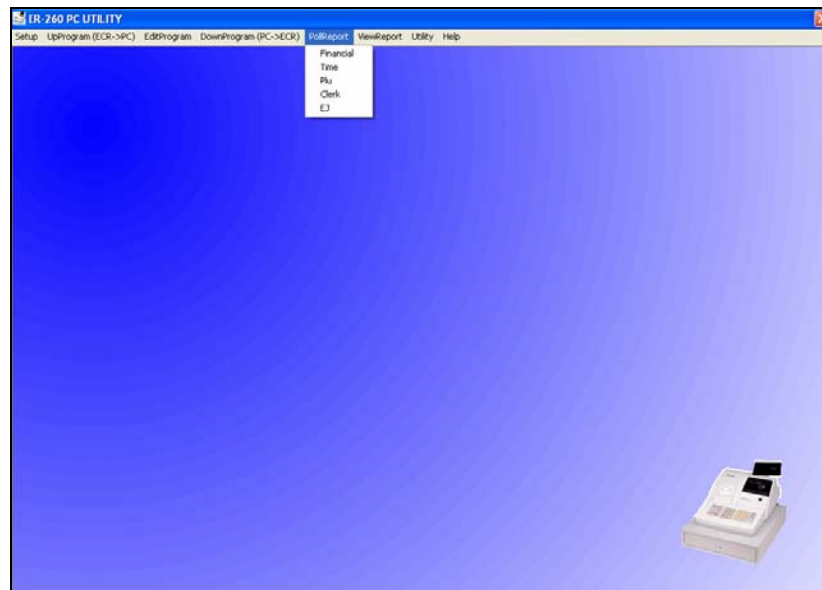 ER-260 PC UTILITY
Setup UpProgram (ECR->PC) EditProgram DownProgram (PC->ECR) PollReport ViewReport Utility Help
Financial
Time
Plu
Clerk
EJ